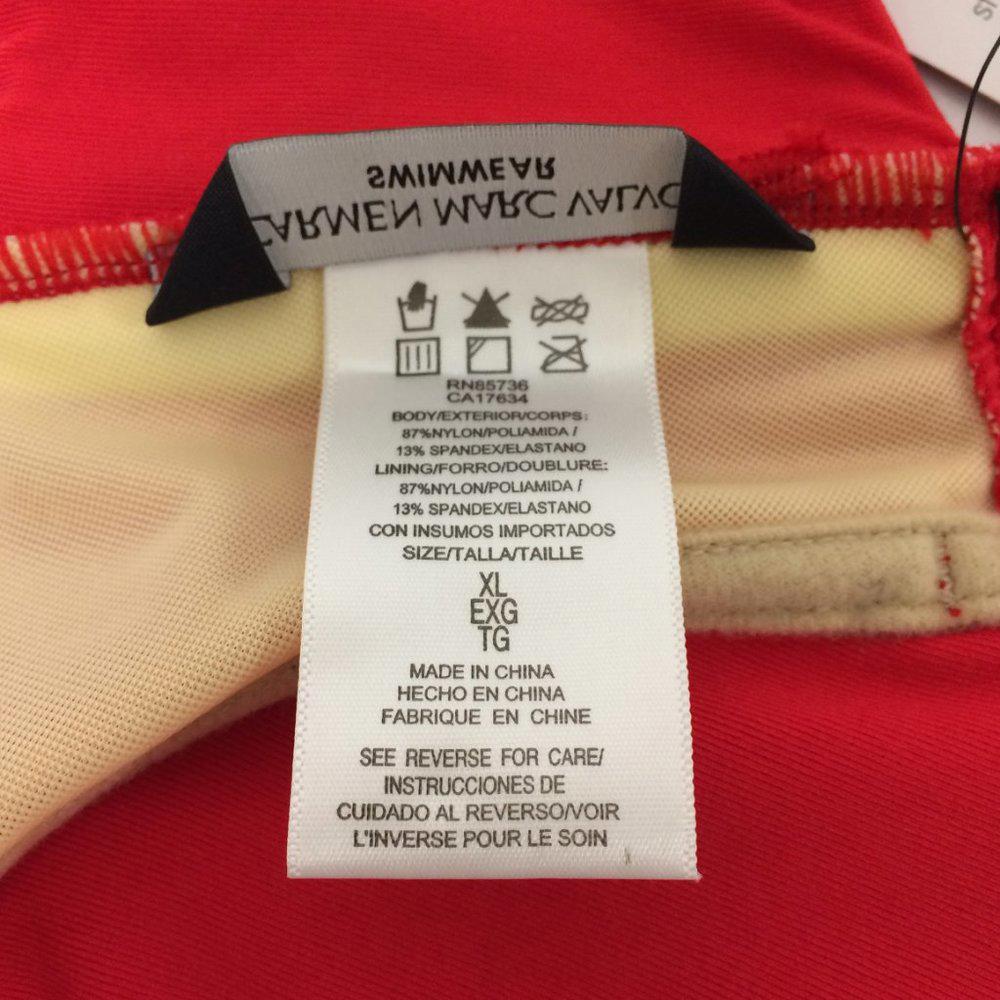 CARMEN MARC VALVO
SWIMWEAR
RN85736
CA17634
BODY/EXTERIOR/CORPS:
87%NYLON/POLIAMIDA /
13% SPANDEX/ELASTANO
LINING/FORRO/DOUBLURE:
87%NYLON/POLIAMIDA /
13% SPANDEX/ELASTANO
CON INSUMOS IMPORTADOS
SIZE/TALLA/TAILLE
XL
EXG
TG
MADE IN CHINA
HECHO EN CHINA
FABRIQUE EN CHINE
SEE REVERSE FOR CARE/
INSTRUCCIONES DE
CUIDADO AL REVERSO/VOIR
L'INVERSE POUR LE SOIN